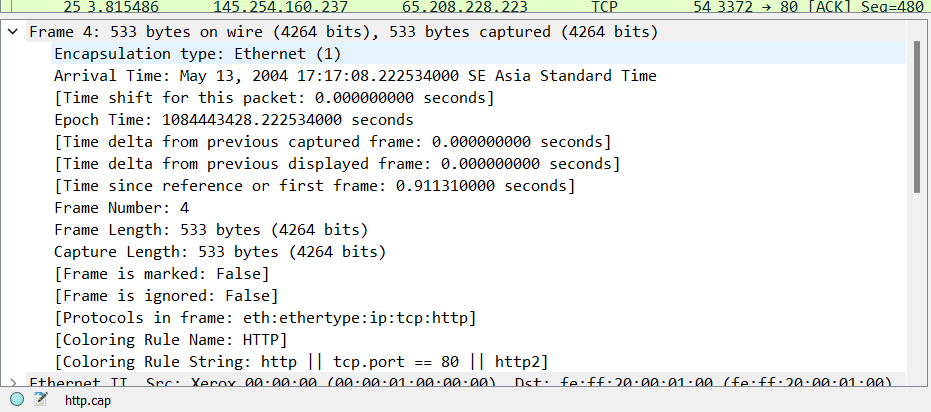 25 3.815486 145.254.160.237 65.208.228.223 TCP 54 3372 → 80 [ACK] Seq=480
Frame 4: 533 bytes on wire (4264 bits), 533 bytes captured (4264 bits)
Encapsulation type: Ethernet (1)
Arrival Time: May 13, 2004 17:17:08.222534000 SE Asia Standard Time
[Time shift for this packet: 0.000000000 seconds]
Epoch Time: 1084443428.222534000 seconds
[Time delta from previous captured frame: 0.000000000 seconds]
[Time delta from previous displayed frame: 0.000000000 seconds]
[Time since reference or first frame: 0.911310000 seconds]
Frame Number: 4
Frame Length: 533 bytes (4264 bits)
Capture Length: 533 bytes (4264 bits)
[Frame is marked: False]
[Frame is ignored: False]
[Protocols in frame: eth:ethertype:ip:tcp:http]
[Coloring Rule Name: HTTP]
[Coloring Rule String: http || tcp.port == 80 || http2]
Ethernet II, Src: Xerox_00:00:00 (00:00:01:00:00:00), Dst: fe:ff:20:00:01:00 (fe:ff:20:00:01:00)
http.cap